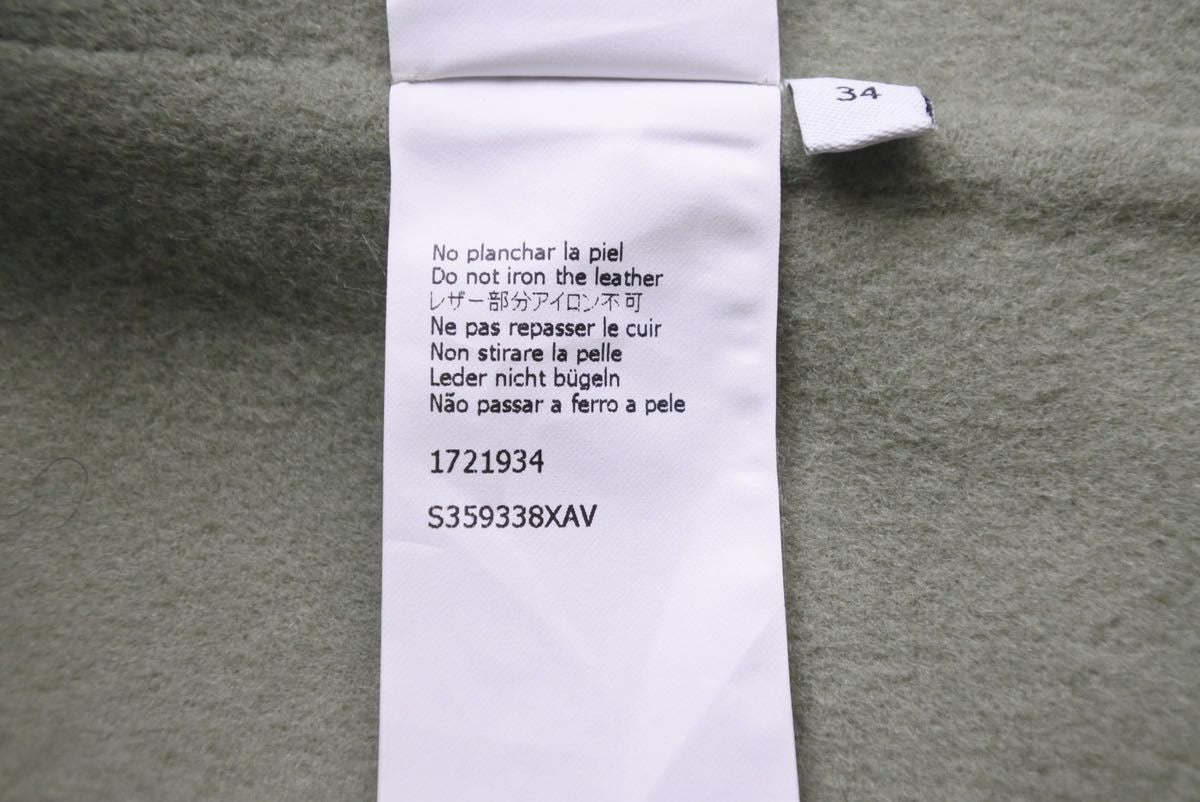 34
No planchar la piel
Do not iron the leather
レザー部分アイロン不可
Ne pas repasser le cuir
Non stirare la pelle
Leder nicht bügeln
Não passar a ferro a pele
1721934
S359338XAV